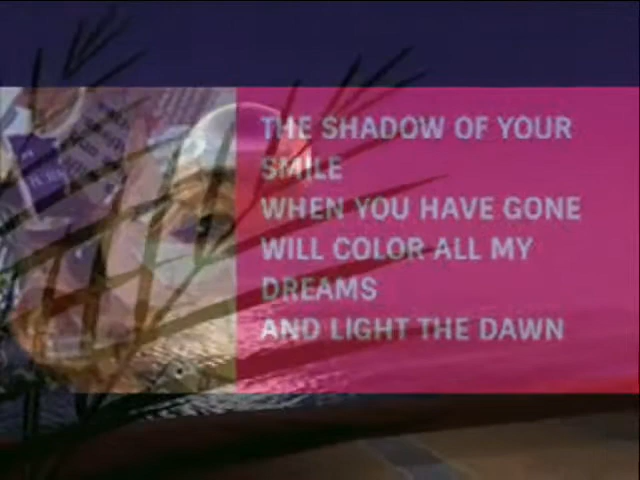 THE SHADOW OF YOUR
SMILE
WHEN YOU HAVE GONE
WILL COLOR ALL MY
DREAMS
AND LIGHT THE DAWN